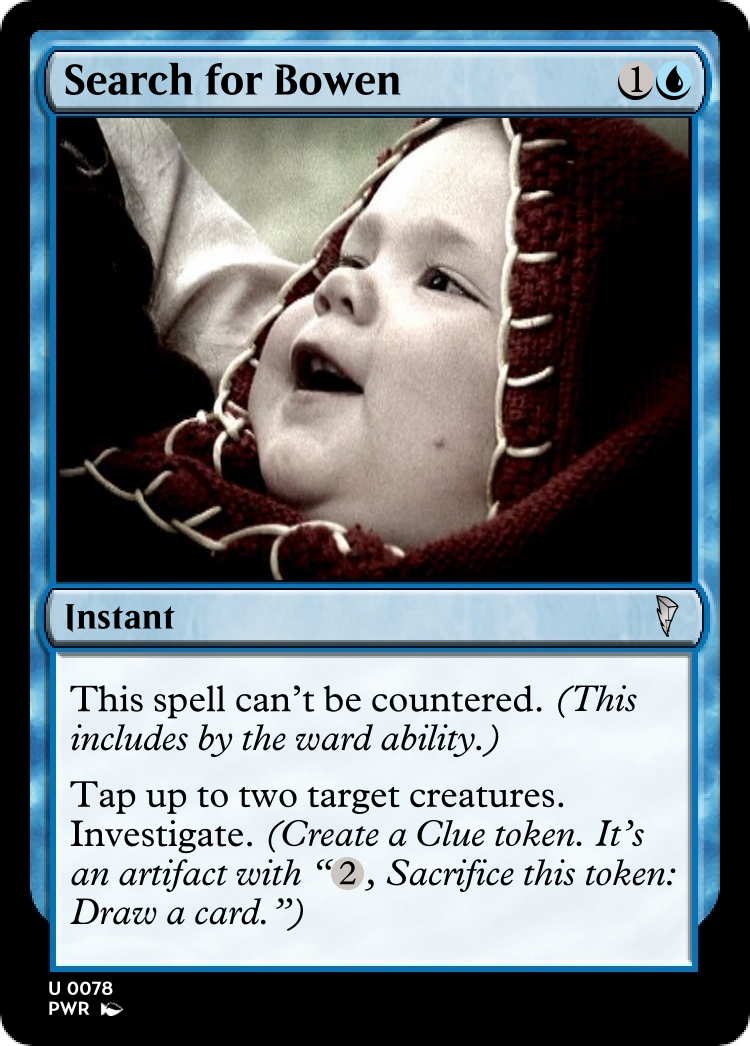 Search for Bowen 1
Instant
This spell can't be countered. (This
includes by the ward ability.)
Tap up to two target creatures.
Investigate. (Create a Clue token. It's
an artifact with “2, Sacrifice this token:
Draw a card.”)
U 0078
PWR